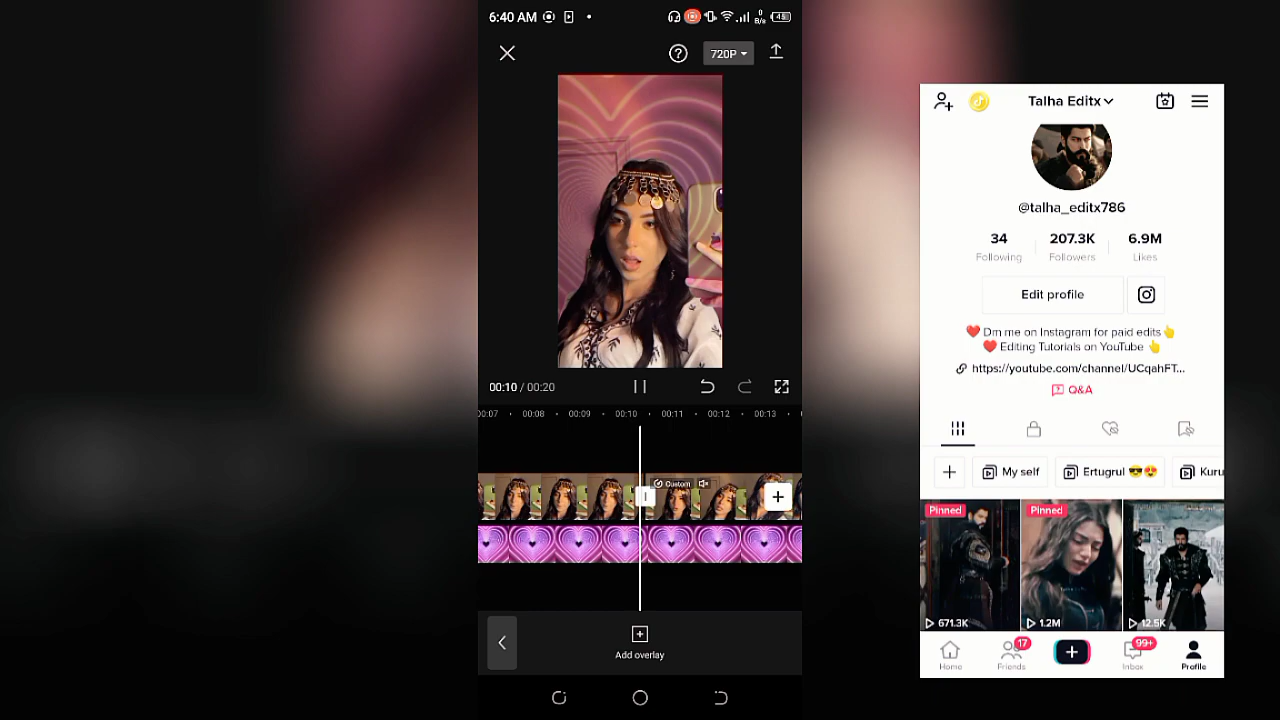 6:40 AM
0
B/s
48
720P
00:10 / 00:20
00:07 00:08 00:09 00:10 00:11 00:12 00:13
Custom
Add overlay
Talha Editx
@talha_editx786
34 207.3K 6.9M
Following Followers Likes
Edit profile
❤️ Dm me on Instagram for paid edits👆
❤️ Editing Tutorials on YouTube 👆
https://youtube.com/channel/UCqahFT...
Q&A
My self Ertugrul 😎😍 Kuru
Pinned Pinned
671.3K 1.2M 12.5K
17 99+
Home Friends Inbox Profile